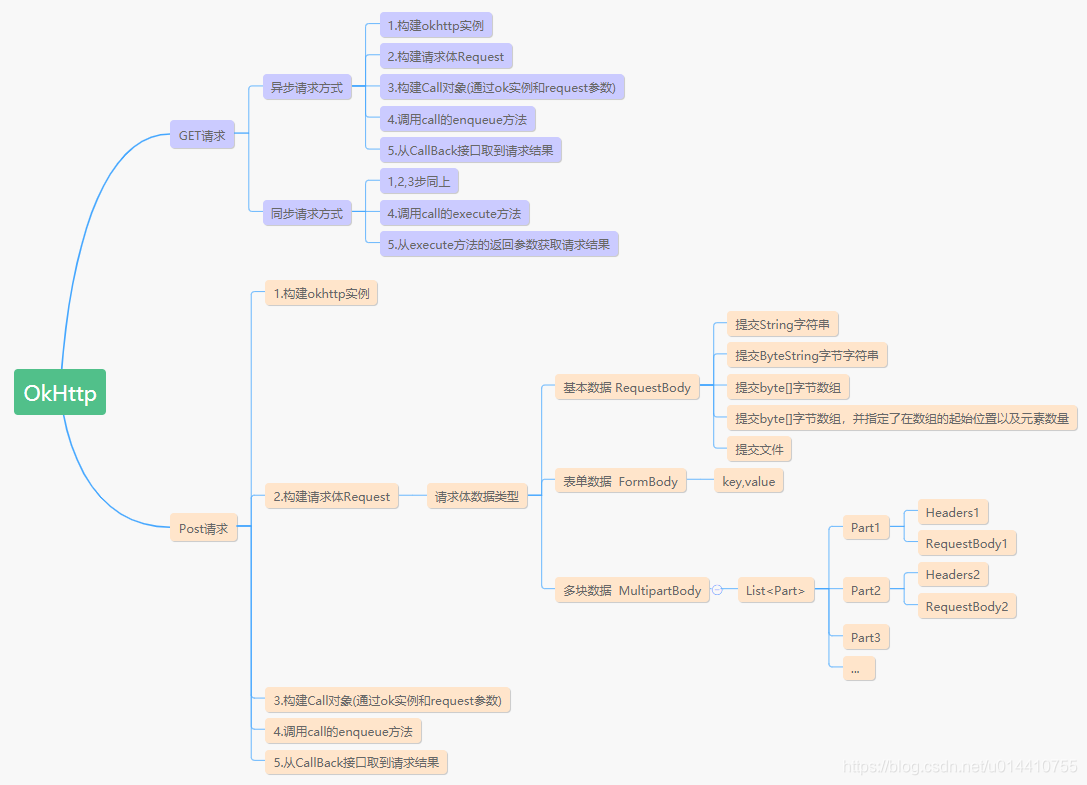 OkHttp
GET请求
异步请求方式
1.构建okhttp实例
2.构建请求体Request
3.构建Call对象(通过ok实例和request参数)
4.调用call的enqueue方法
5.从CallBack接口取到请求结果
同步请求方式
1,2,3步同上
4.调用call的execute方法
5.从execute方法的返回参数获取请求结果
Post请求
1.构建okhttp实例
2.构建请求体Request
请求体数据类型
基本数据 RequestBody
提交String字符串
提交ByteString字节字符串
提交byte[]字节数组
提交byte[]字节数组，并指定了在数组的起始位置以及元素数量
提交文件
表单数据 FormBody
key,value
多块数据 MultipartBody
List<Part>
Part1
Headers1
RequestBody1
Part2
Headers2
RequestBody2
Part3
...
3.构建Call对象(通过ok实例和request参数)
4.调用call的enqueue方法
5.从CallBack接口取到请求结果
https://blog.csdn.net/u014410755